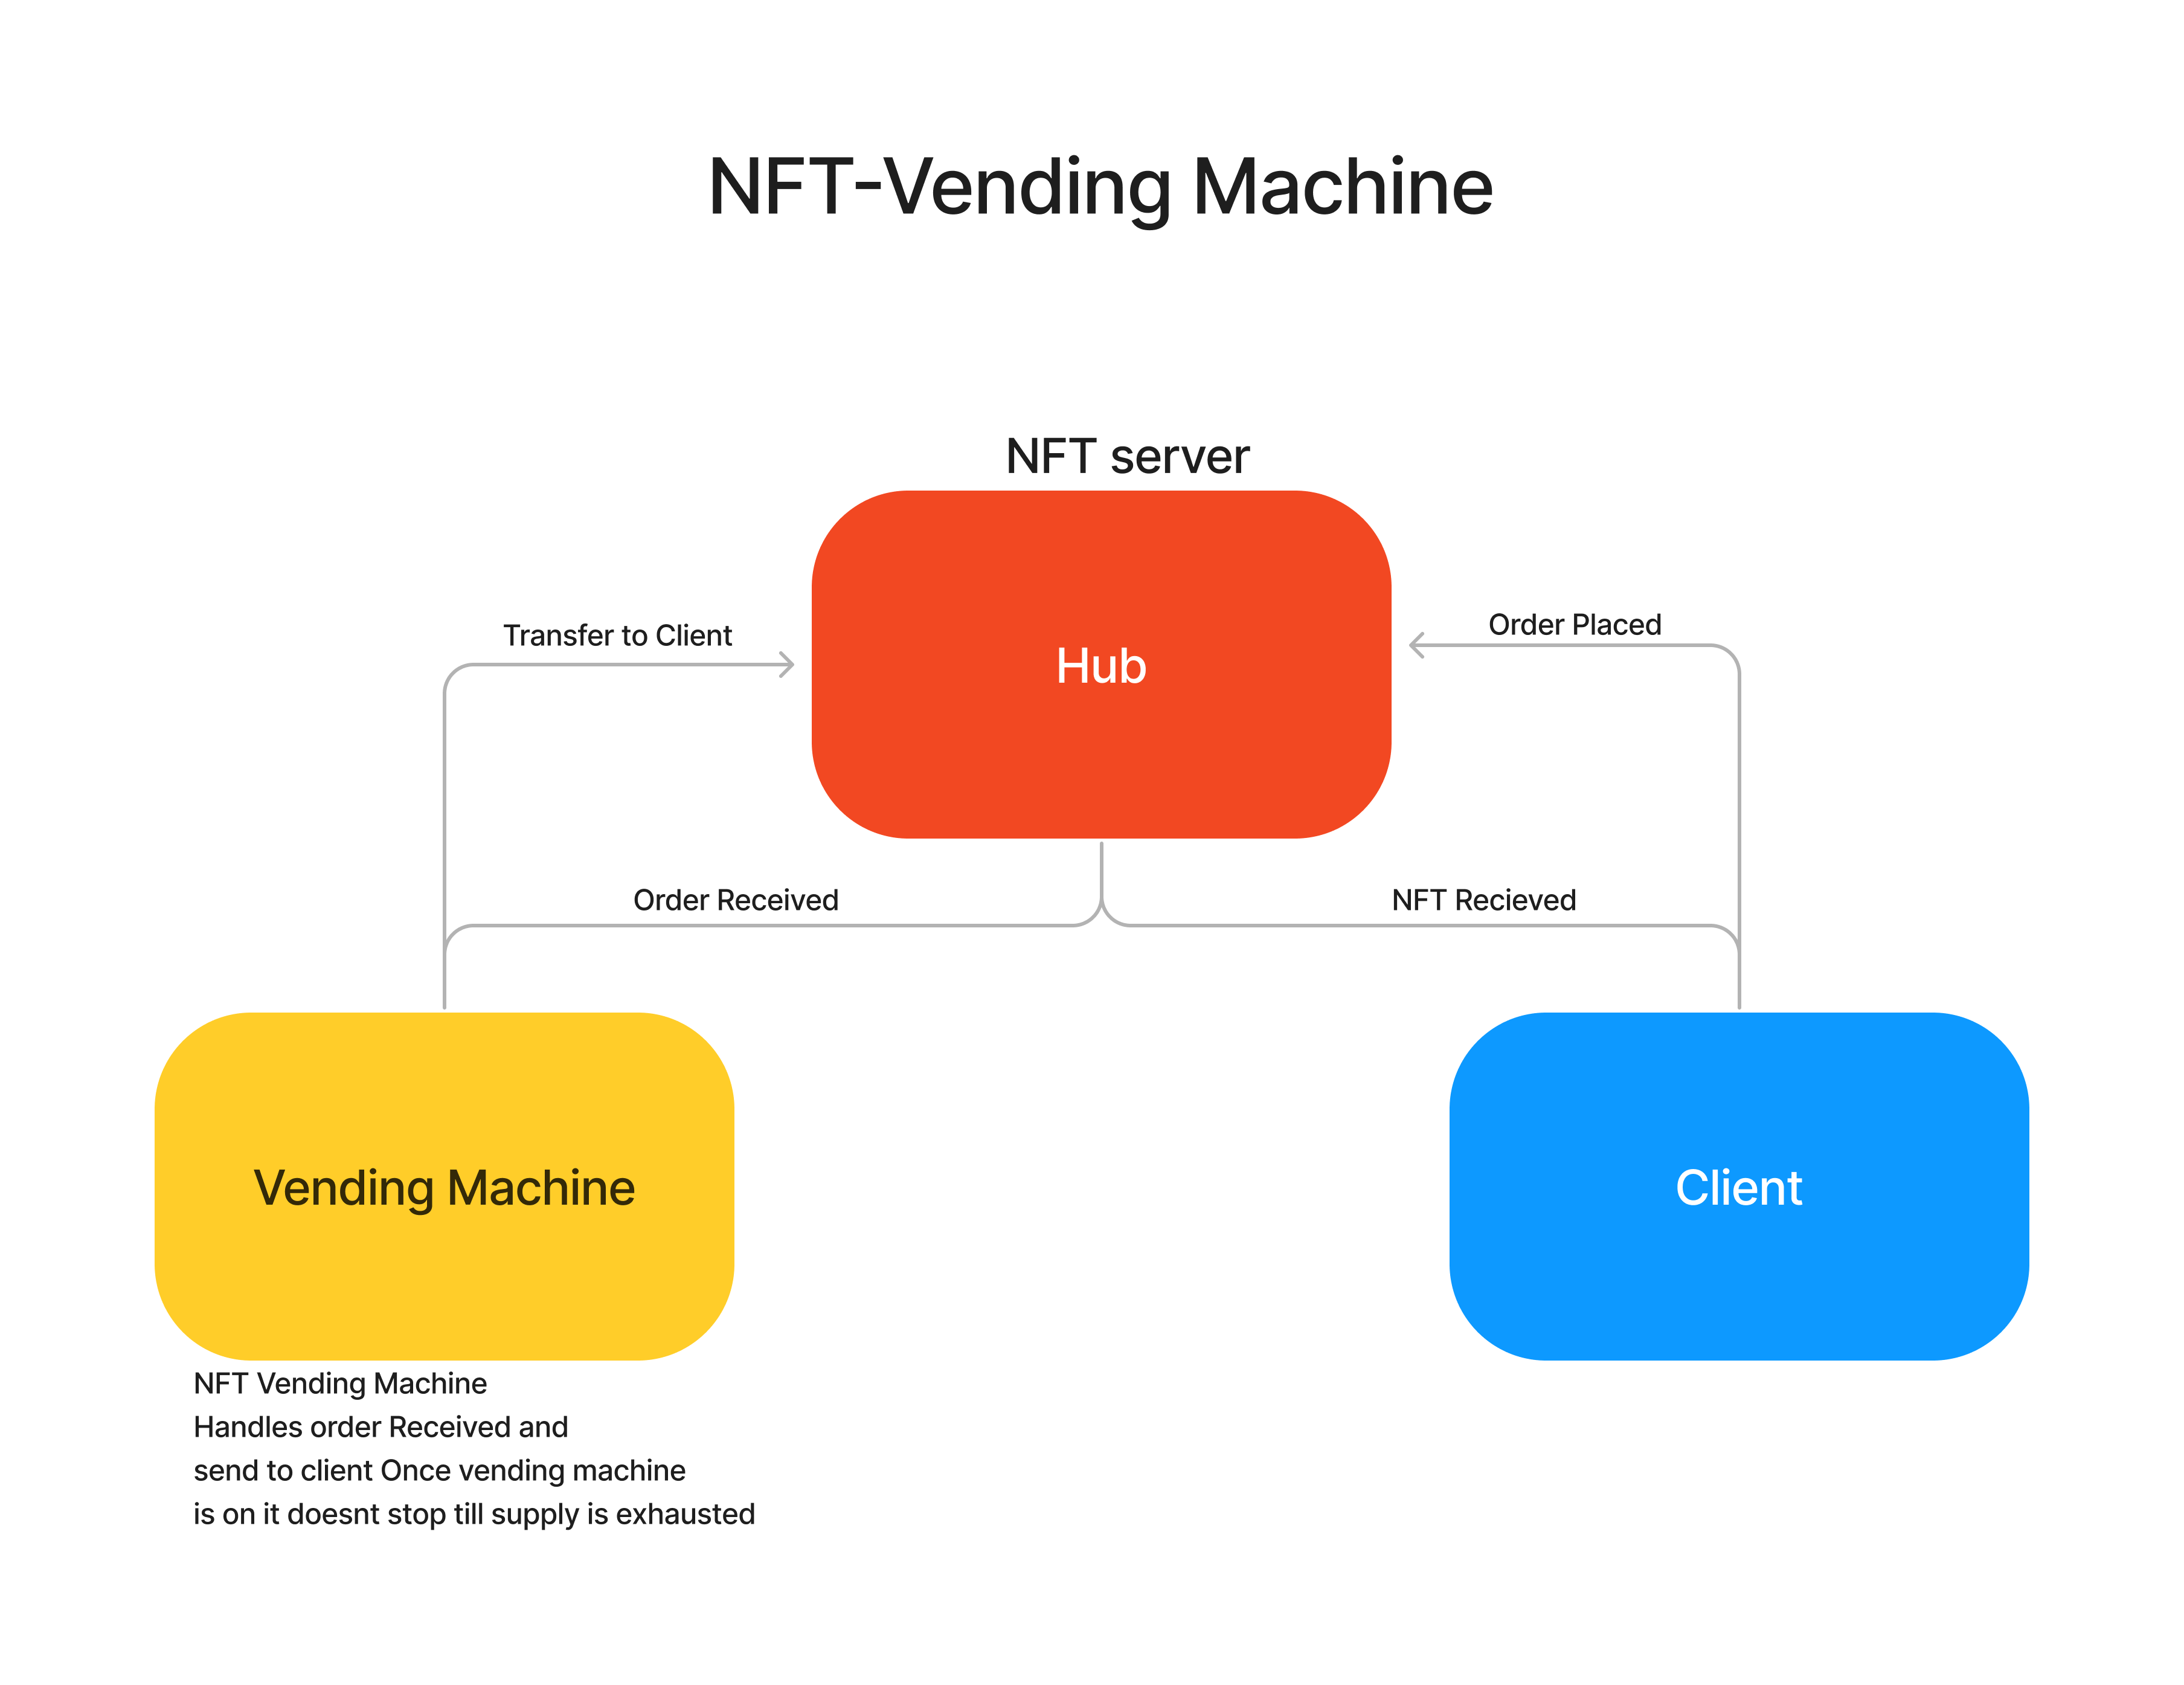 NFT-Vending Machine
NFT server
Order Placed
Transfer to Client
Hub
Order Received
NFT Recieved
Vending Machine
Client
NFT Vending Machine
Handles order Received and
send to client Once vending machine
is on it doesnt stop till supply is exhausted